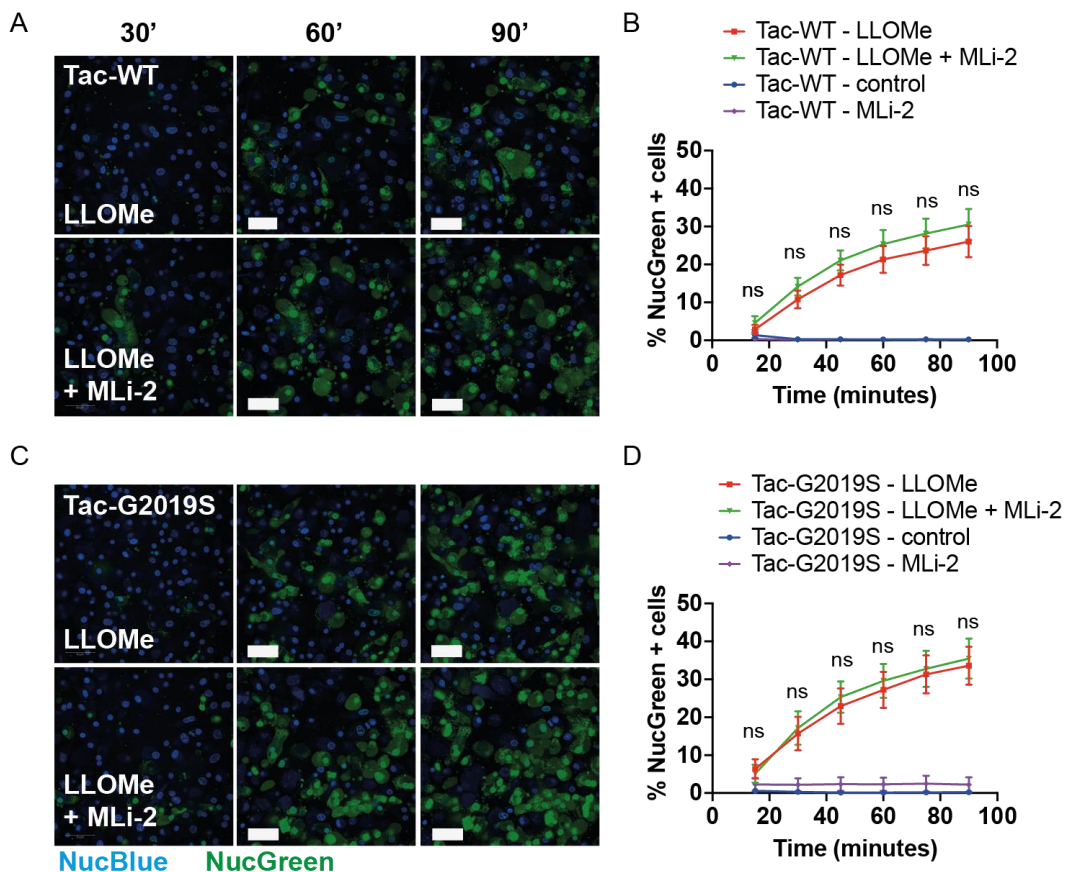 A
30’ 60’ 90’
Tac-WT
LLOMe
LLOMe
+ MLi-2
B
Tac-WT - LLOMe
Tac-WT - LLOMe + MLi-2
Tac-WT - control
Tac-WT - MLi-2
% NucGreen + cells
50
40
30
20
10
0
ns ns ns ns ns ns
0 20 40 60 80 100
Time (minutes)
C
Tac-G2019S
LLOMe
LLOMe
+ MLi-2
NucBlue NucGreen
D
Tac-G2019S - LLOMe
Tac-G2019S - LLOMe + MLi-2
Tac-G2019S - control
Tac-G2019S - MLi-2
% NucGreen + cells
50
40
30
20
10
0
ns ns ns ns ns ns
0 20 40 60 80 100
Time (minutes)